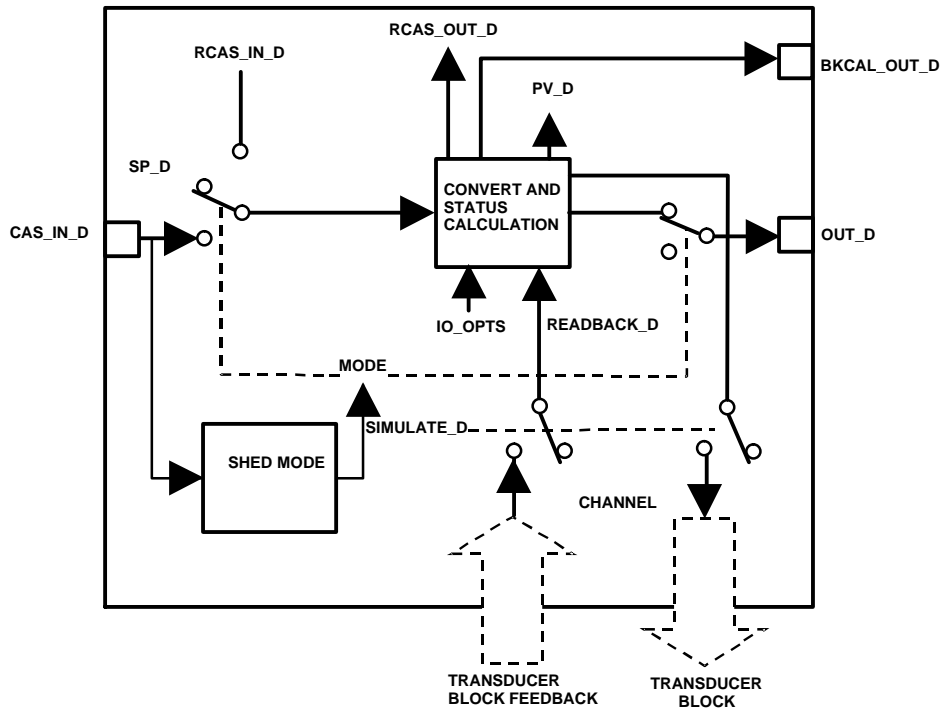 RCAS_OUT_D
RCAS_IN_D
BKCAL_OUT_D
PV_D
SP_D
CONVERT AND
STATUS
CALCULATION
CAS_IN_D
OUT_D
IO_OPTS
READBACK_D
MODE
SIMULATE_D
SHED MODE
CHANNEL
TRANSDUCER
BLOCK FEEDBACK
TRANSDUCER
BLOCK